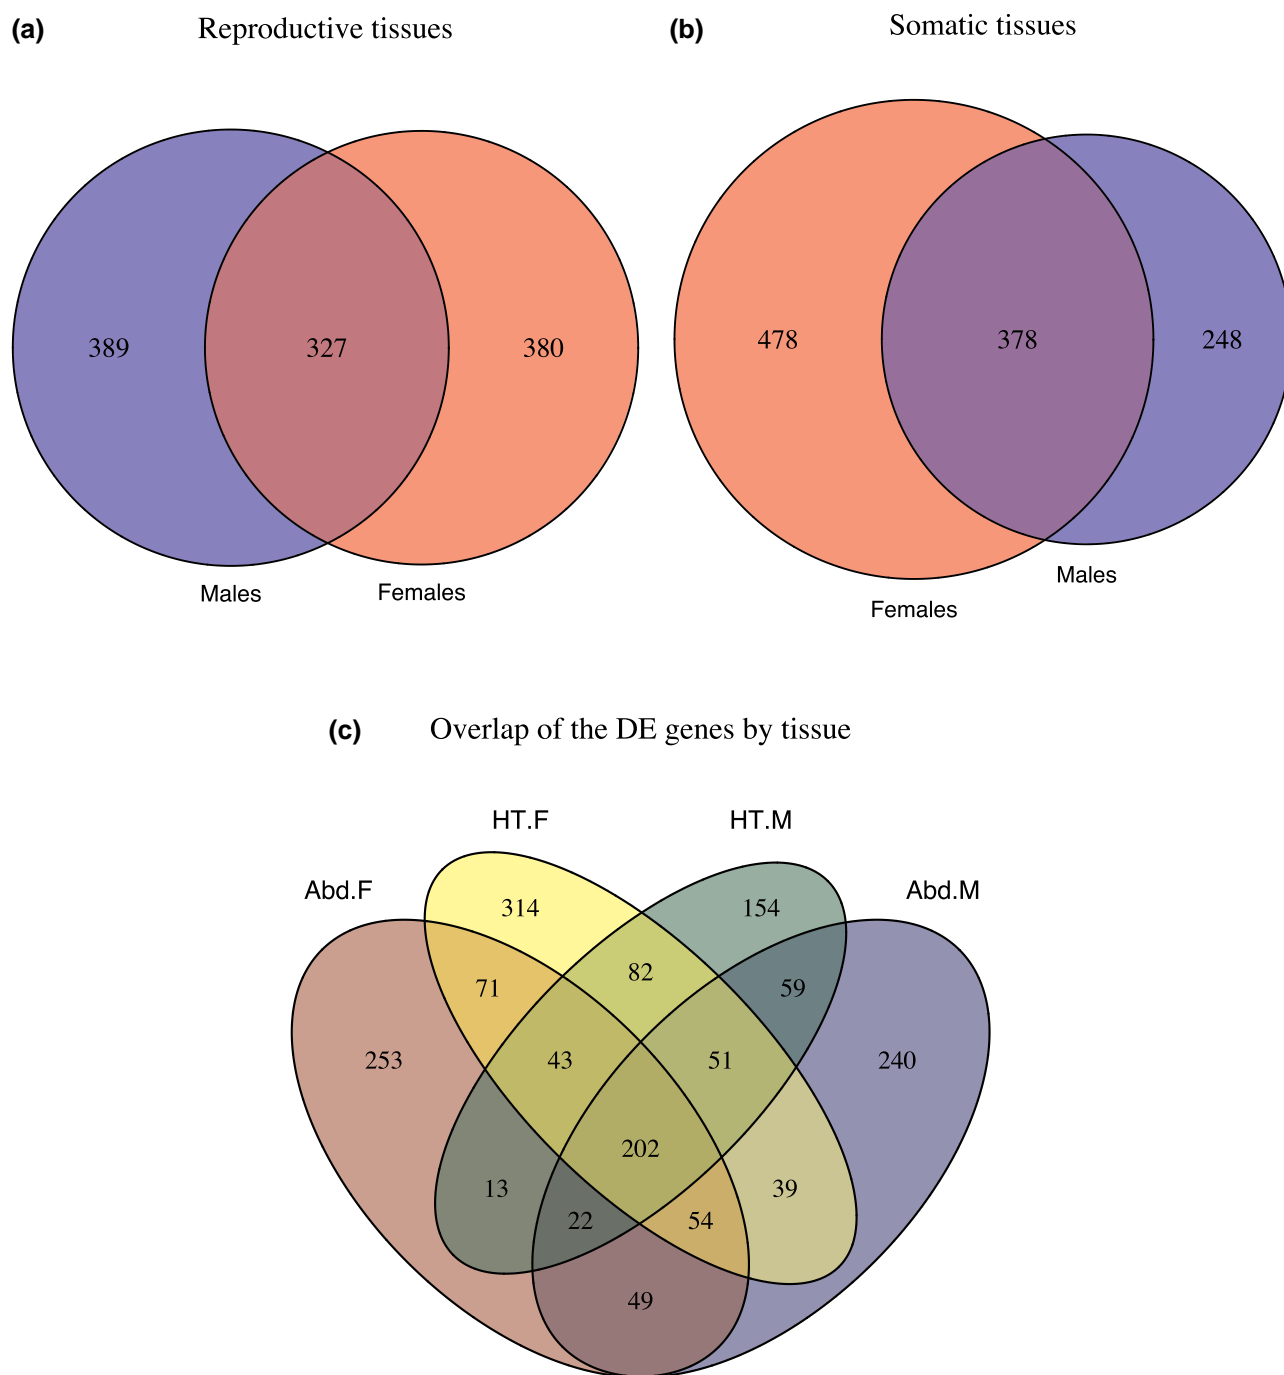 (a) Reproductive tissues
(b) Somatic tissues
389 327 380
Males Females
478 378 248
Males
Females
(c) Overlap of the DE genes by tissue
HT.F HT.M
Abd.F Abd.M
314 154
82
71 59
253 43 51 240
202
13 39
22 54
49